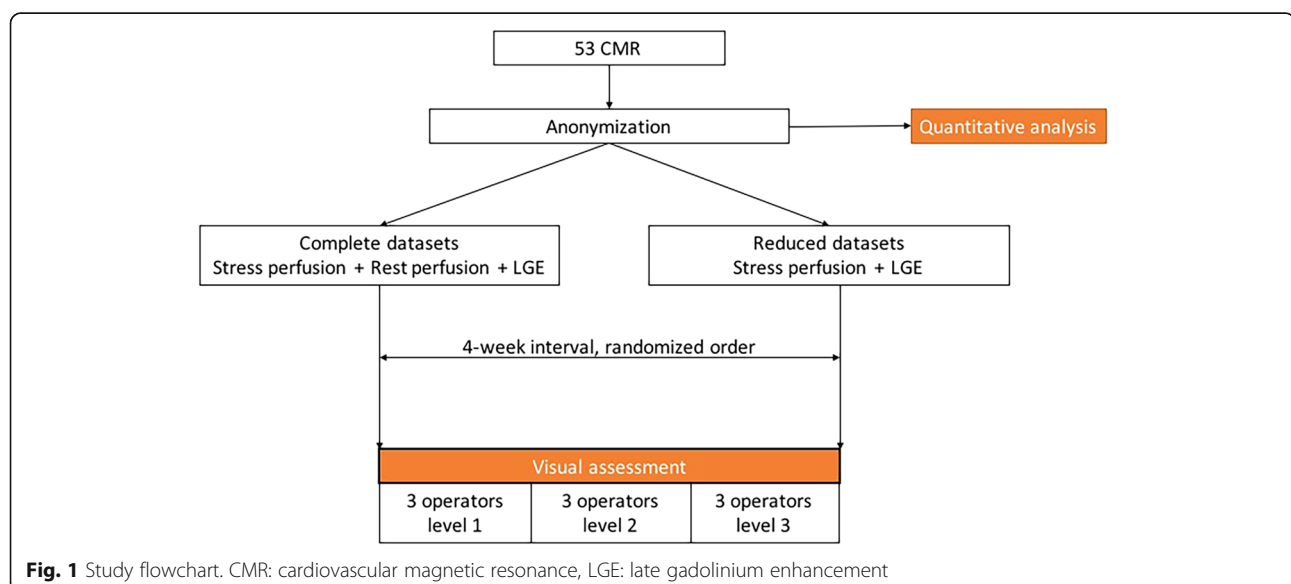 53 CMR
Anonymization
Quantitative analysis
Complete datasets
Stress perfusion + Rest perfusion + LGE
Reduced datasets
Stress perfusion + LGE
4-week interval, randomized order
Visual assessment
3 operators
level 1
3 operators
level 2
3 operators
level 3
Fig. 1 Study flowchart. CMR: cardiovascular magnetic resonance, LGE: late gadolinium enhancement